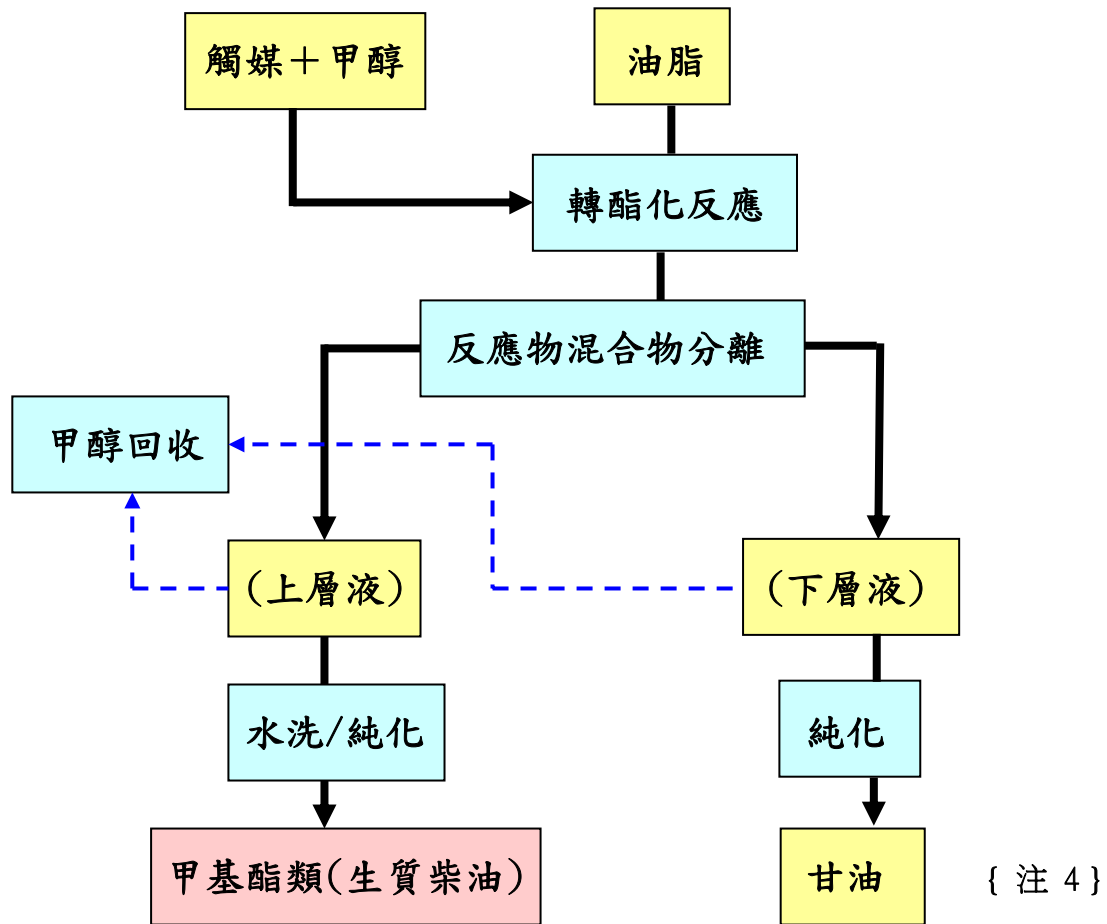 觸媒＋甲醇
油脂
轉酯化反應
反應物混合物分離
甲醇回收
(上層液)
(下層液)
水洗/純化
純化
甲基酯類(生質柴油)
甘油
{ 注 4}